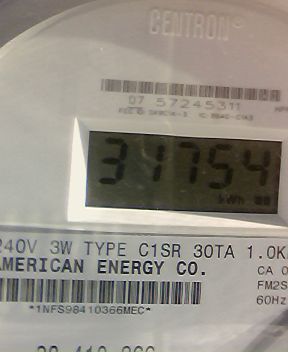 CENTRON®
07 57245311
31754
kWh
240V 3W TYPE C1SR 30TA 1.0K
AMERICAN ENERGY CO.
CA 0
FM2S
60Hz
*1NFS98410366MEC*